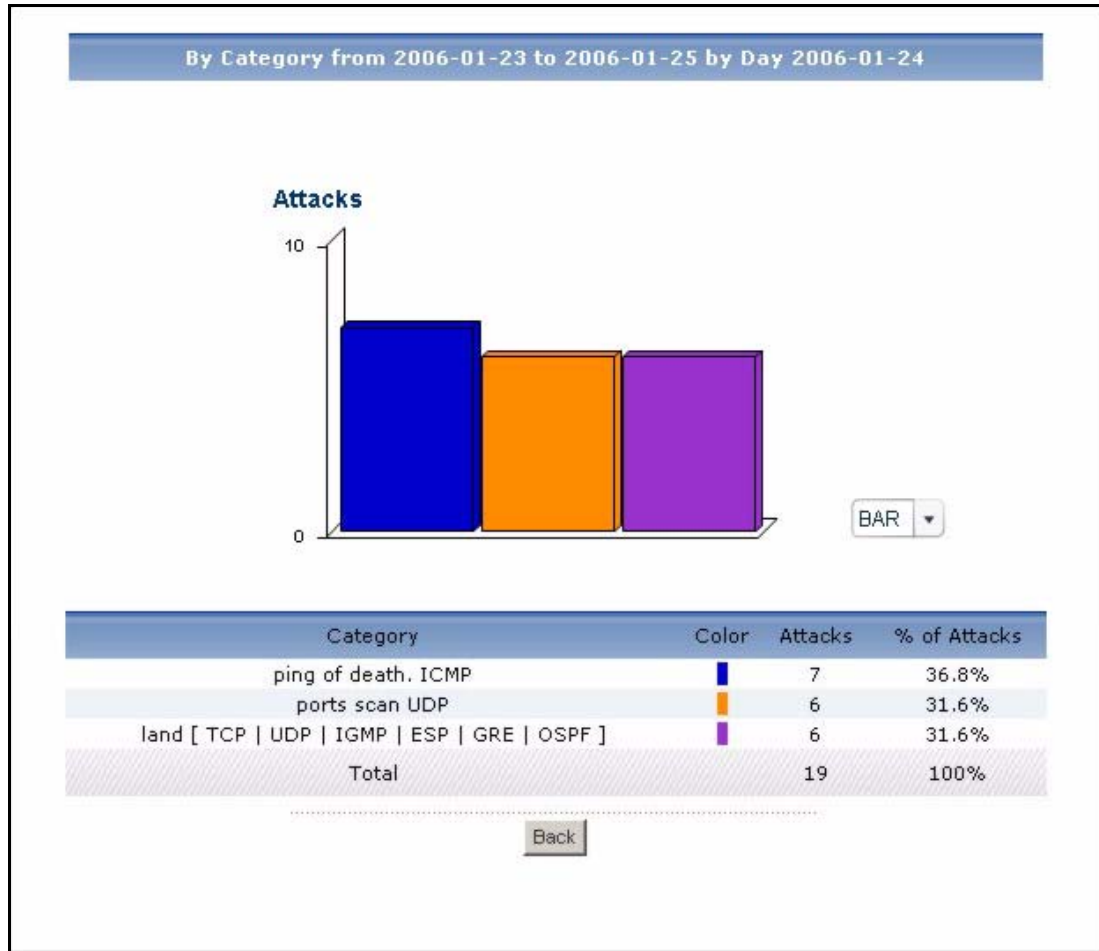 By Category from 2006-01-23 to 2006-01-25 by Day 2006-01-24
Attacks
10
0
BAR
Category Color Attacks % of Attacks
ping of death. ICMP 7 36.8%
ports scan UDP 6 31.6%
land [ TCP | UDP | IGMP | ESP | GRE | OSPF ] 6 31.6%
Total 19 100%
Back